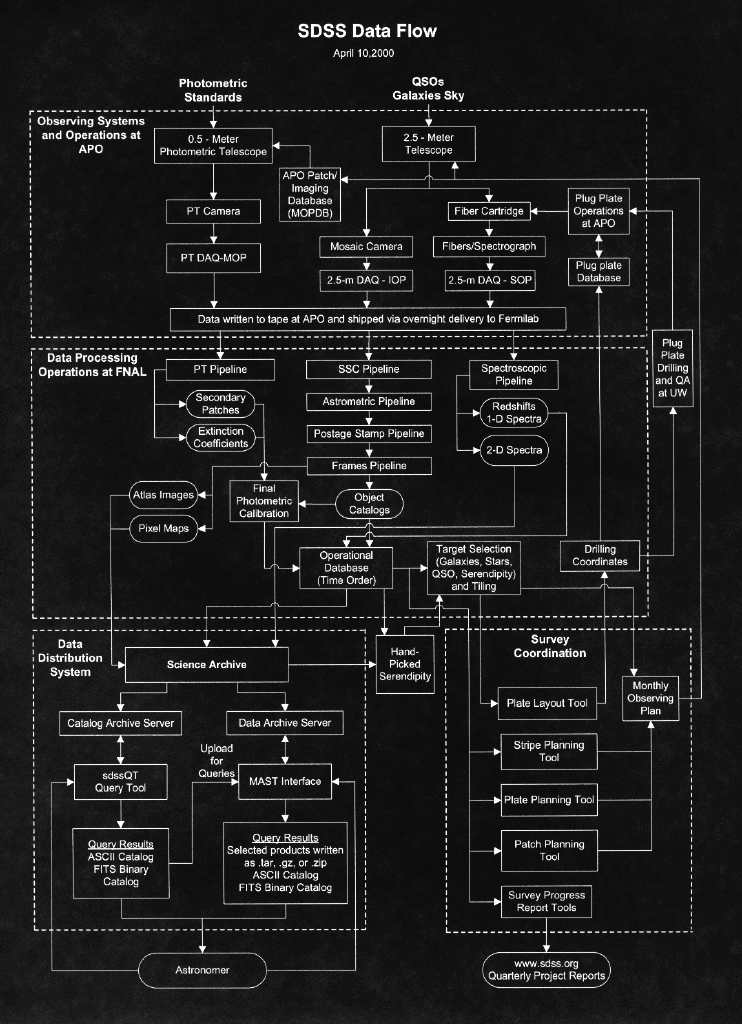 SDSS Data Flow
April 10,2000
Photometric
Standards
QSOs
Galaxies Sky
Observing Systems
and Operations at
APO
0.5 - Meter
Photometric Telescope
2.5 - Meter
Telescope
APO Patch/
Imaging
Database
(MOPDB)
PT Camera
Fiber Cartridge
Plug Plate
Operations
at APO
Mosaic Camera
Fibers/Spectrograph
PT DAQ-MOP
2.5-m DAQ - IOP
2.5-m DAQ - SOP
Plug plate
Database
Data written to tape at APO and shipped via overnight delivery to Fermilab
Data Processing
Operations at FNAL
PT Pipeline
SSC Pipeline
Spectroscopic
Pipeline
Plug
Plate
Drilling
and QA
at UW
Secondary
Patches
Astrometric Pipeline
Redshifts
1-D Spectra
Extinction
Coefficients
Postage Stamp Pipeline
2-D Spectra
Frames Pipeline
Atlas Images
Final
Photometric
Calibration
Object
Catalogs
Pixel Maps
Operational
Database
(Time Order)
Target Selection
(Galaxies, Stars,
QSO, Serendipity)
and Tiling
Drilling
Coordinates
Data
Distribution
System
Science Archive
Hand-
Picked
Serendipity
Survey
Coordination
Catalog Archive Server
Data Archive Server
Plate Layout Tool
Monthly
Observing
Plan
Upload
for
Queries
sdssQT
Query Tool
MAST Interface
Stripe Planning
Tool
Plate Planning Tool
Query Results
ASCII Catalog
FITS Binary
Catalog
Query Results
Selected products written
as .tar, .gz, or .zip
ASCII Catalog
FITS Binary Catalog
Patch Planning
Tool
Survey Progress
Report Tools
Astronomer
www.sdss.org
Quarterly Project Reports